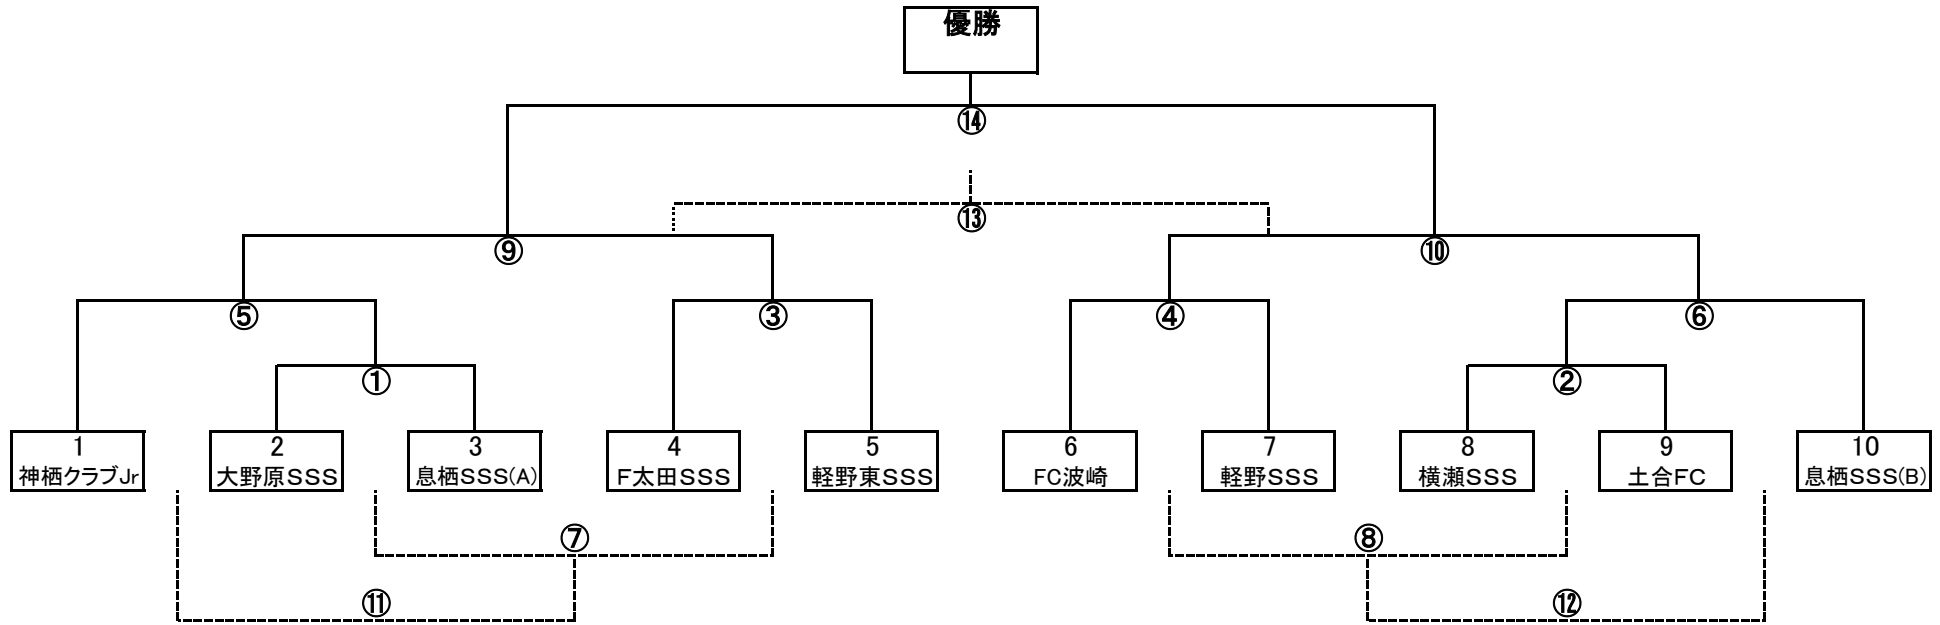 優勝
⑭
⑬
⑨
⑩
⑤
③
④
⑥
①
②
1
神栖クラブJr
2
大野原SSS
3
息栖SSS(A)
4
F太田SSS
5
軽野東SSS
6
FC波崎
7
軽野SSS
8
横瀬SSS
9
土合FC
10
息栖SSS(B)
⑦
⑧
⑪
⑫